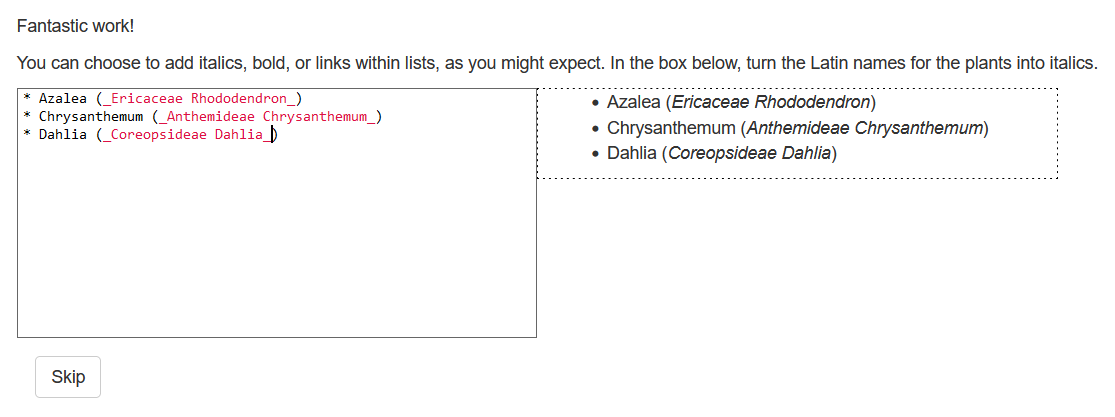 Fantastic work!
You can choose to add italics, bold, or links within lists, as you might expect. In the box below, turn the Latin names for the plants into italics.
* Azalea (_Ericaceae Rhododendron_)
* Chrysanthemum (_Anthemideae Chrysanthemum_)
* Dahlia (_Coreopsideae Dahlia_)
• Azalea (Ericaceae Rhododendron)
• Chrysanthemum (Anthemideae Chrysanthemum)
• Dahlia (Coreopsideae Dahlia)
Skip